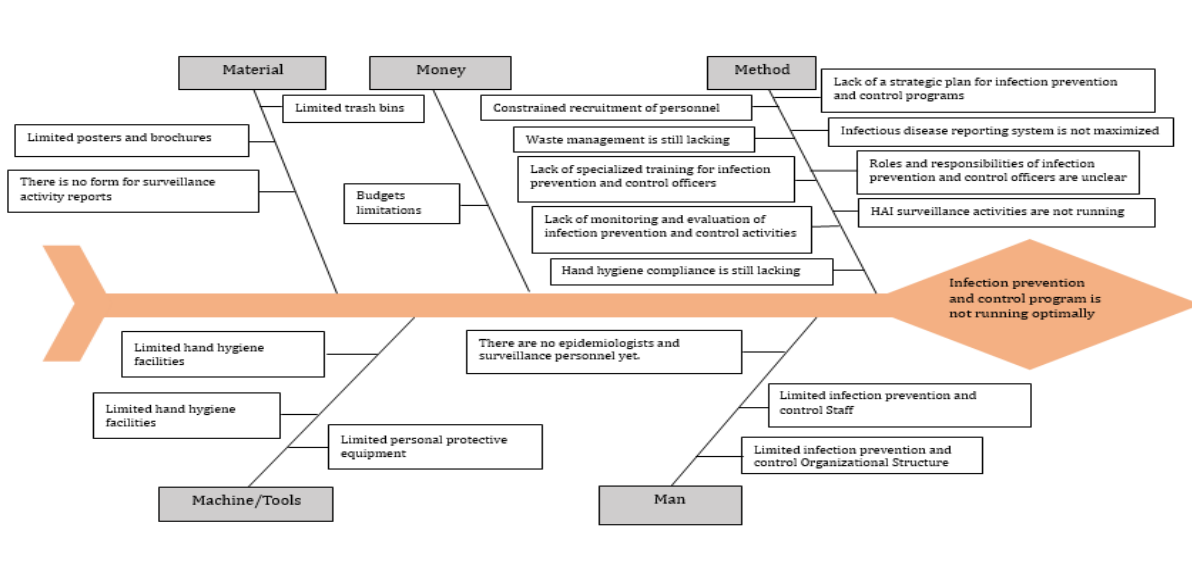 Material
Money
Method
Limited trash bins
Limited posters and brochures
There is no form for surveillance
activity reports
Budgets
limitations
Constrained recruitment of personnel
Waste management is still lacking
Lack of specialized training for infection
prevention and control officers
Lack of monitoring and evaluation of
infection prevention and control activities
Hand hygiene compliance is still lacking
Lack of a strategic plan for infection prevention
and control programs
Infectious disease reporting system is not maximized
Roles and responsibilities of infection
prevention and control officers are unclear
HAI surveillance activities are not running
Infection prevention
and control program is
not running optimally
Limited hand hygiene
facilities
Limited hand hygiene
facilities
Limited personal protective
equipment
There are no epidemiologists and
surveillance personnel yet.
Limited infection prevention and
control Staff
Limited infection prevention and
control Organizational Structure
Machine/Tools
Man